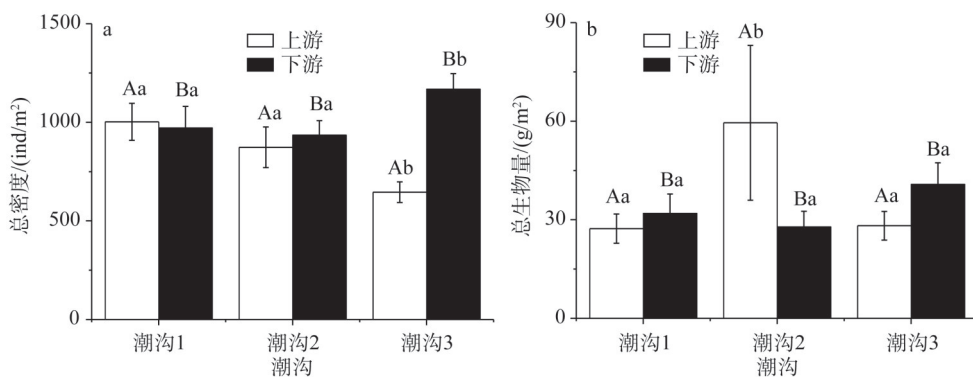 a
上游
下游
1500
1000
500
0
总密度/(ind/m²)
Aa
Ba
Aa
Ba
Ab
Bb
潮沟1
潮沟2
潮沟3
潮沟
b
上游
下游
90
60
30
0
总生物量/(g/m²)
Aa
Ba
Ab
Ba
Aa
Ba
潮沟1
潮沟2
潮沟3
潮沟